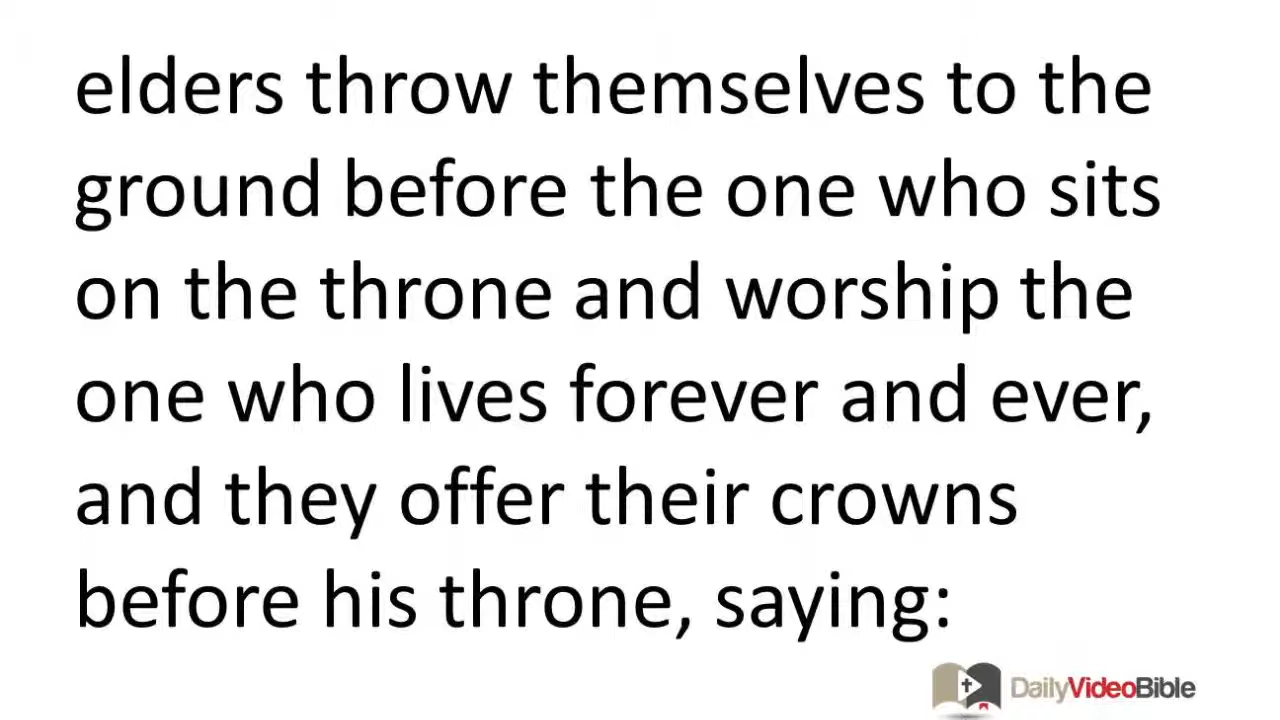 elders throw themselves to the
ground before the one who sits
on the throne and worship the
one who lives forever and ever,
and they offer their crowns
before his throne, saying:
DailyVideoBible